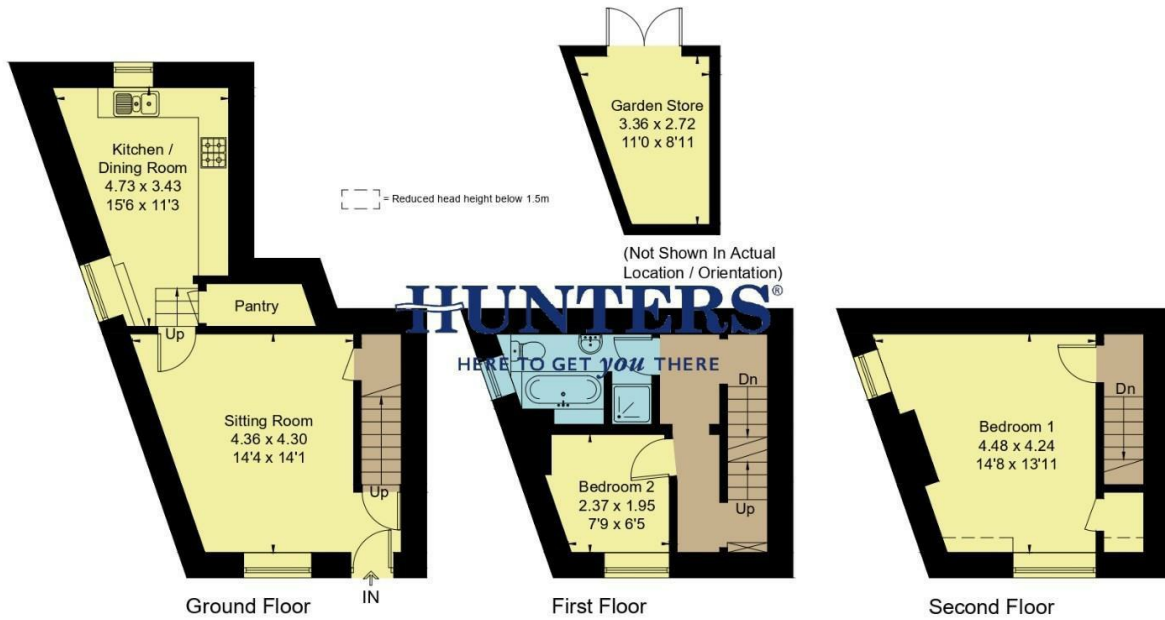 Kitchen /
Dining Room
4.73 x 3.43
15'6 x 11'3
Up
Pantry
Sitting Room
4.36 x 4.30
14'4 x 14'1
Up
IN
Ground Floor
= Reduced head height below 1.5m
Garden Store
3.36 x 2.72
11'0 x 8'11
(Not Shown In Actual
Location / Orientation)
HUNTERS®
HERE TO GET you THERE
Dn
Bedroom 2
2.37 x 1.95
7'9 x 6'5
Up
First Floor
Bedroom 1
4.48 x 4.24
14'8 x 13'11
Dn
Second Floor